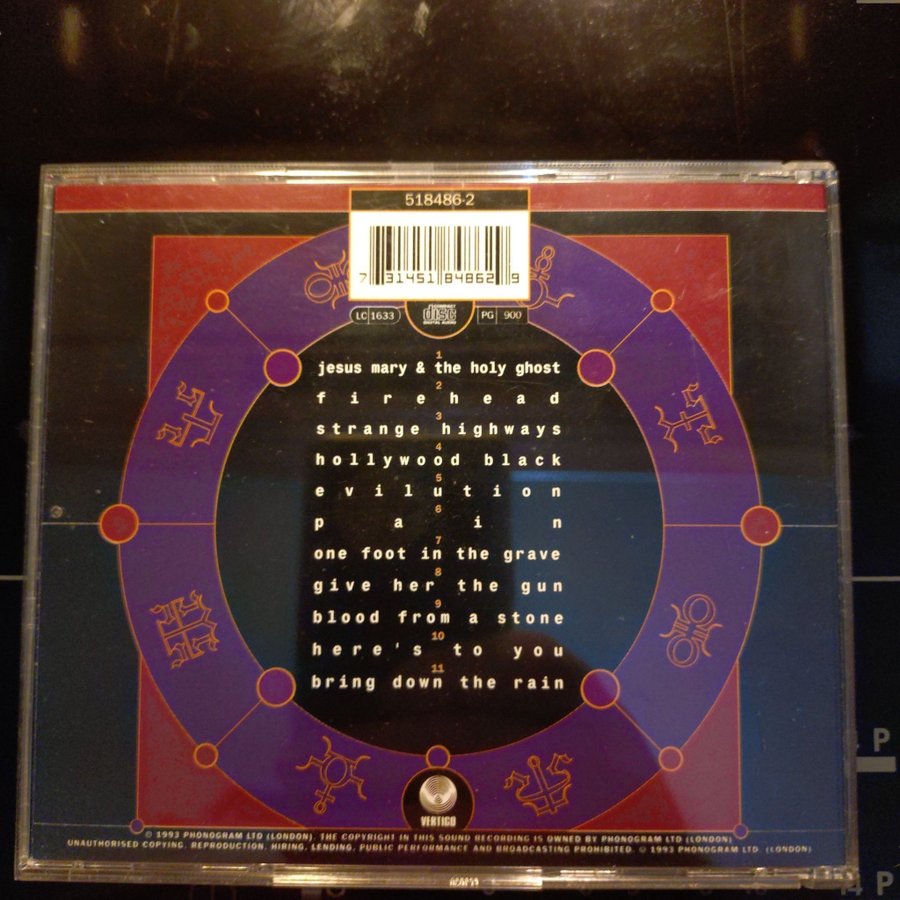 518486-2
7 31451 84862 9
LC 1633
COMPACT
disc
DIGITAL AUDIO
PG 900
1
jesus mary & the holy ghost
2
firehead
3
strange highways
4
hollywood black
5
evilution
6
pain
7
one foot in the grave
8
give her the gun
9
blood from a stone
10
here's to you
11
bring down the rain
VERTIGO
© 1993 PHONOGRAM LTD (LONDON). THE COPYRIGHT IN THIS SOUND RECORDING IS OWNED BY PHONOGRAM LTD (LONDON)
UNAUTHORISED COPYING, REPRODUCTION, HIRING, LENDING, PUBLIC PERFORMANCE AND BROADCASTING PROHIBITED. © 1993 PHONOGRAM LTD. (LONDON)
P
P